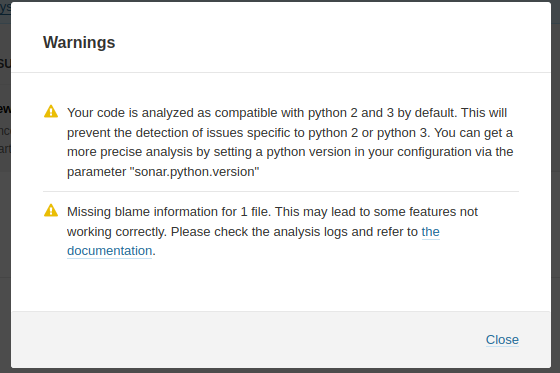 Warnings
Your code is analyzed as compatible with python 2 and 3 by default. This will
prevent the detection of issues specific to python 2 or python 3. You can get a
more precise analysis by setting a python version in your configuration via the
parameter "sonar.python.version"
Missing blame information for 1 file. This may lead to some features not
working correctly. Please check the analysis logs and refer to the
documentation.
Close